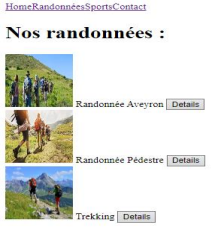 HomeRandonnéesSportsContact
Nos randonnées :
Randonnée Aveyron Details
Randonnée Pédestre Details
Trekking Details